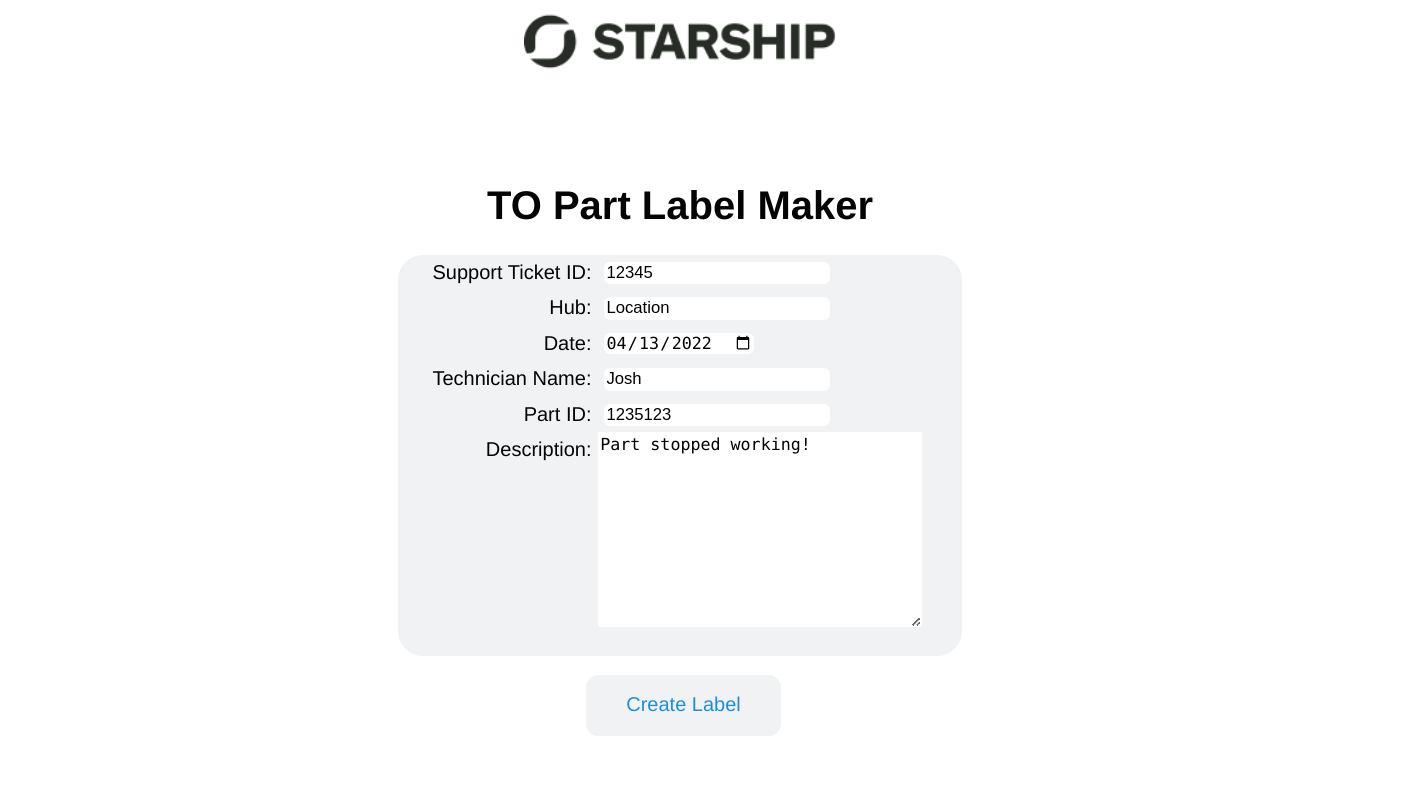 STARSHIP
TO Part Label Maker
Support Ticket ID: 12345
Hub: Location
Date: 04/13/2022
Technician Name: Josh
Part ID: 1235123
Description: Part stopped working!
Create Label